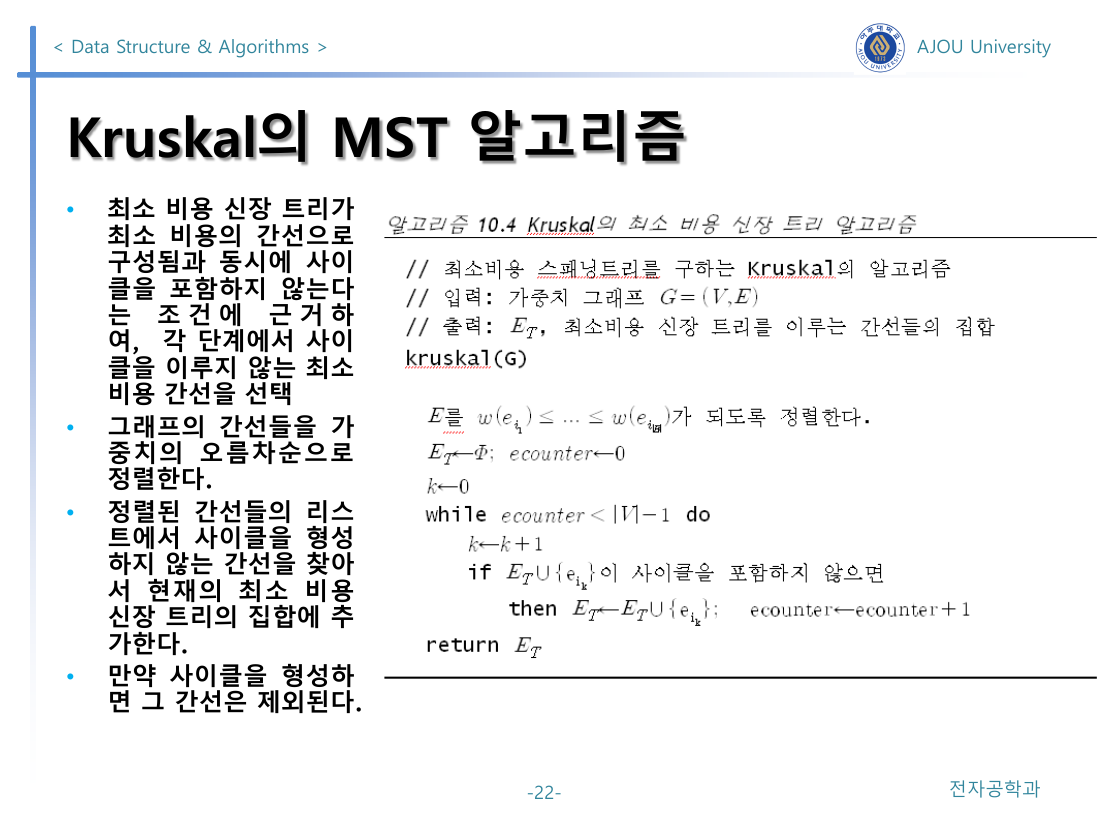 < Data Structure & Algorithms >
AJOU University
Kruskal의 MST 알고리즘
• 최소 비용 신장 트리가
최소 비용의 간선으로
구성됨과 동시에 사이
클을 포함하지 않는다
는 조건에 근거하
여, 각 단계에서 사이
클을 이루지 않는 최소
비용 간선을 선택
• 그래프의 간선들을 가
중치의 오름차순으로
정렬한다.
• 정렬된 간선들의 리스
트에서 사이클을 형성
하지 않는 간선을 찾아
서 현재의 최소 비용
신장 트리의 집합에 추
가한다.
• 만약 사이클을 형성하
면 그 간선은 제외된다.
알고리즘 10.4 Kruskal의 최소 비용 신장 트리 알고리즘
// 최소비용 스패닝트리를 구하는 Kruskal의 알고리즘
// 입력: 가중치 그래프 G=(V,E)
// 출력: E_T, 최소비용 신장 트리를 이루는 간선들의 집합
kruskal(G)
E를 w(e_{i_1}) ≤ … ≤ w(e_{i_{|E|}})가 되도록 정렬한다.
E_T←Φ; ecounter←0
k←0
while ecounter < |V|−1 do
k←k+1
if E_T∪{e_{i_k}}이 사이클을 포함하지 않으면
then E_T←E_T∪{e_{i_k}}; ecounter←ecounter+1
return E_T
-22-
전자공학과